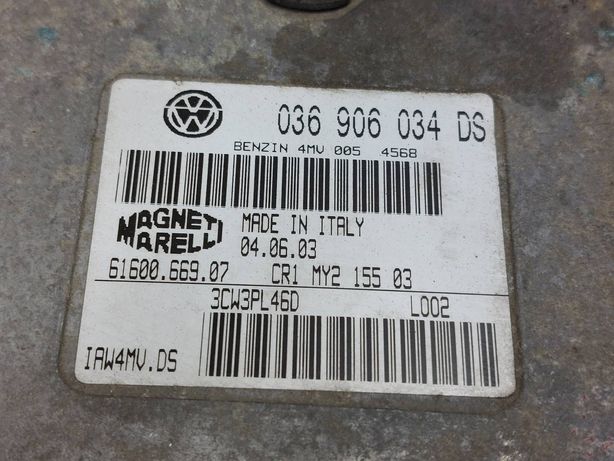 036 906 034 DS
BENZIN 4MV 005 4568
MAGNETI
MARELLI
MADE IN ITALY
04.06.03
61600.669.07 CR1 MY2 155 03
3CW3PL46D L002
IAW4MV.DS